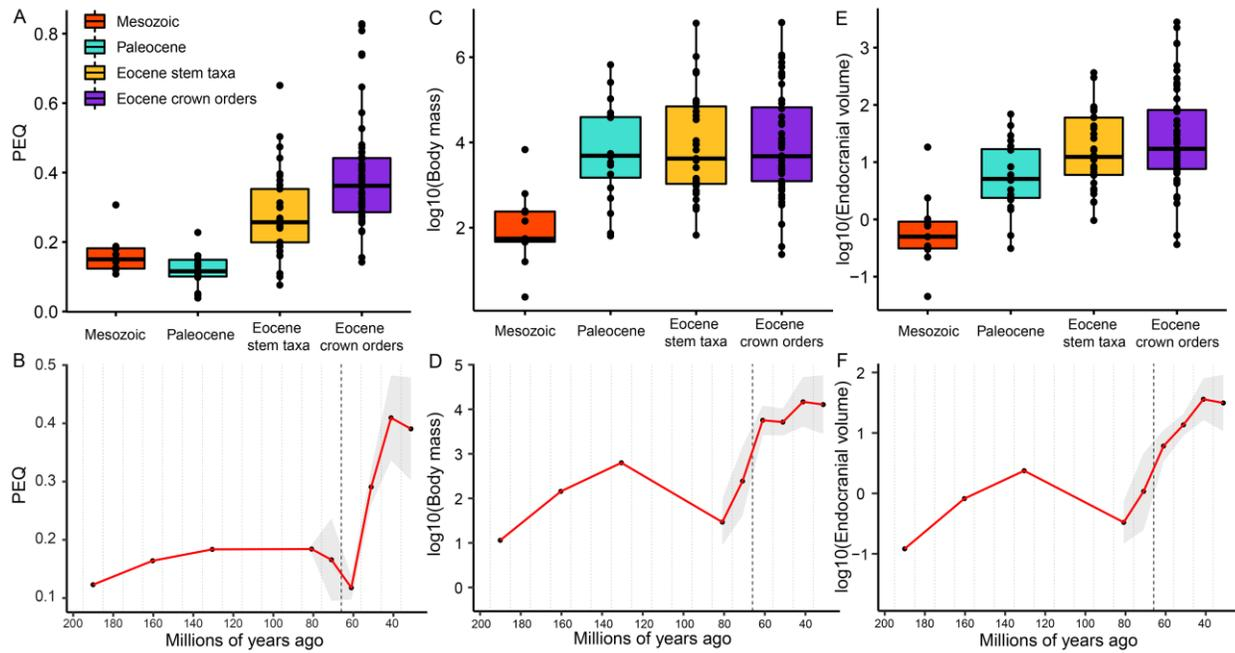 A
PEQ
0.8
0.6
0.4
0.2
0.0
Mesozoic
Paleocene
Eocene stem taxa
Eocene crown orders
Mesozoic
Paleocene
Eocene
stem taxa
Eocene
crown orders
C
log10(Body mass)
6
4
2
Mesozoic
Paleocene
Eocene
stem taxa
Eocene
crown orders
E
log10(Endocranial volume)
3
2
1
0
−1
Mesozoic
Paleocene
Eocene
stem taxa
Eocene
crown orders
B
PEQ
0.5
0.4
0.3
0.2
0.1
200 180 160 140 120 100 80 60 40
Millions of years ago
D
log10(Body mass)
5
4
3
2
1
0
200 180 160 140 120 100 80 60 40
Millions of years ago
F
log10(Endocranial volume)
2
1
0
−1
200 180 160 140 120 100 80 60 40
Millions of years ago